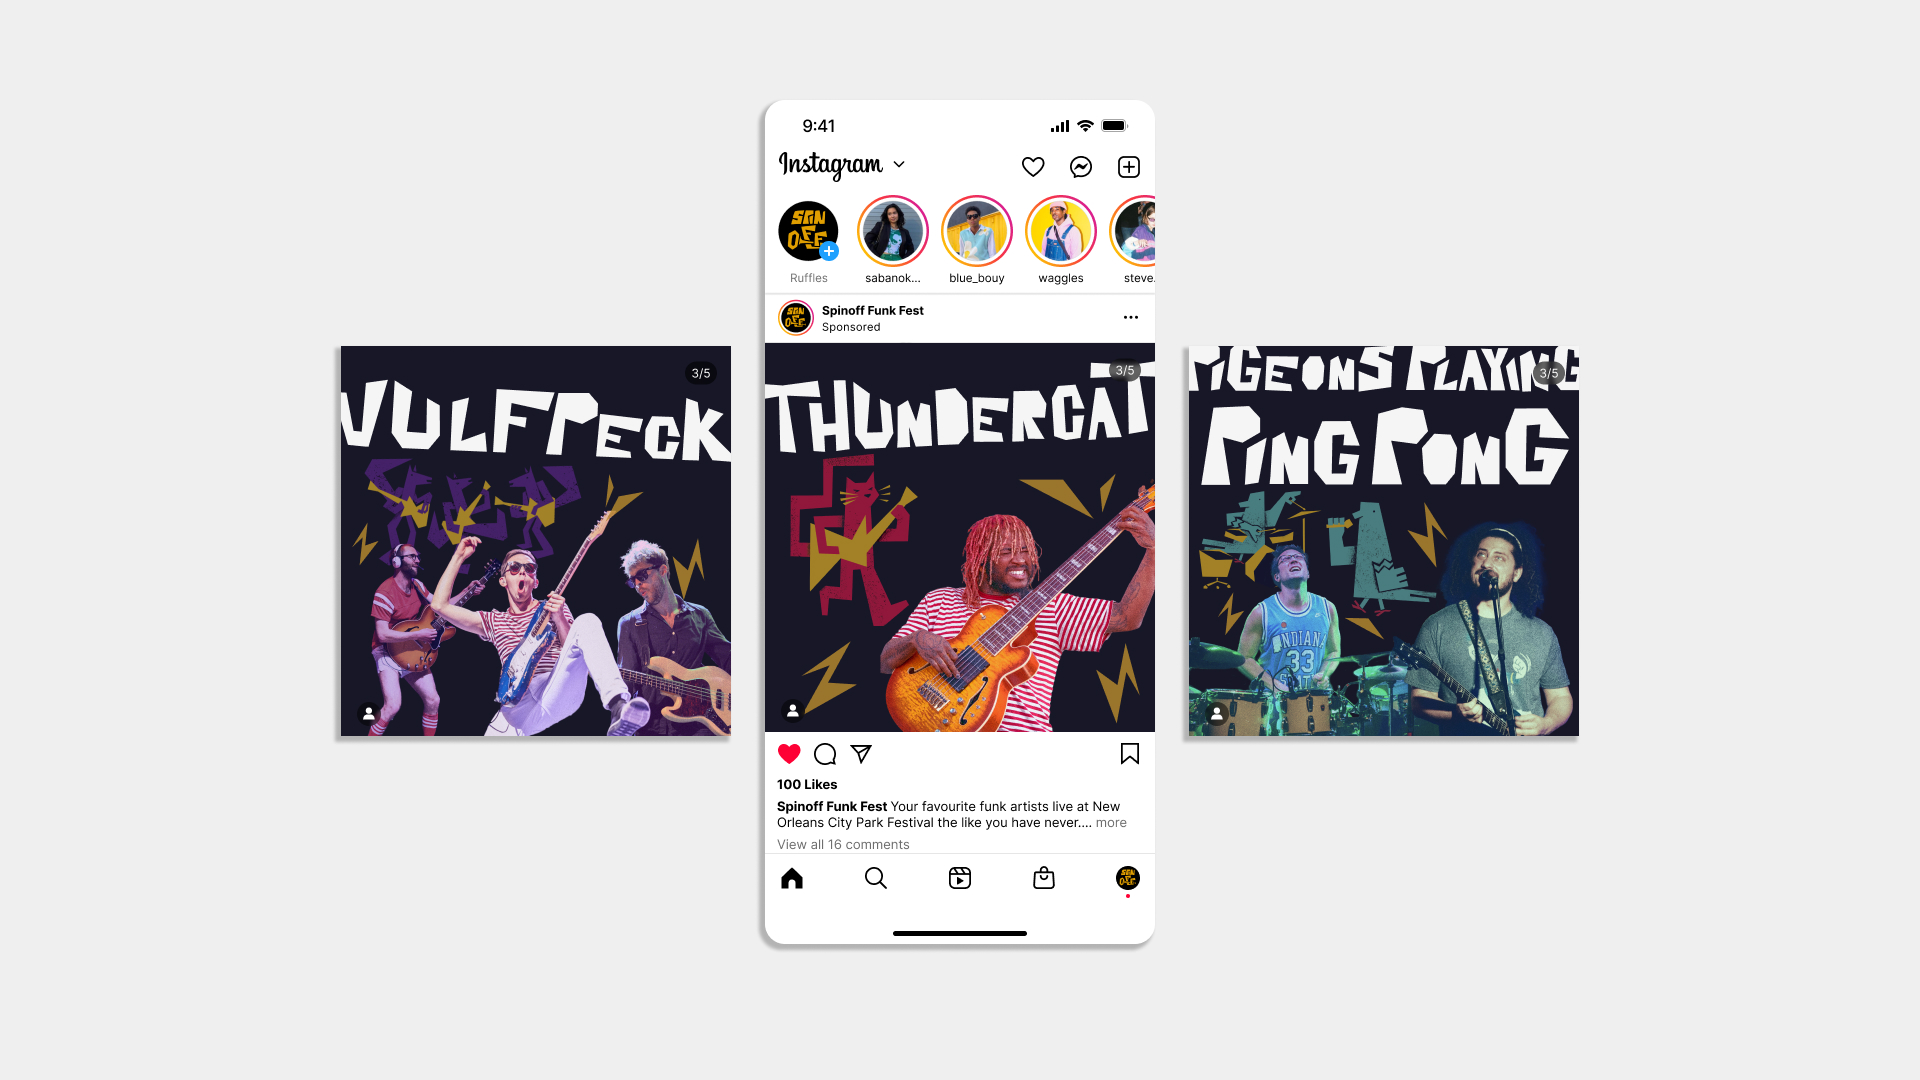 3/5
VULFPECK
9:41
Instagram
SPIN
OFF
Ruffles
sabanok...
blue_bouy
waggles
steve.
Spinoff Funk Fest
Sponsored
3/5
THUNDERCAT
100 Likes
Spinoff Funk Fest Your favourite funk artists live at New
Orleans City Park Festival the like you have never.... more
View all 16 comments
PIGEONS PLAYING
3/5
PING PONG
INDIANA
33